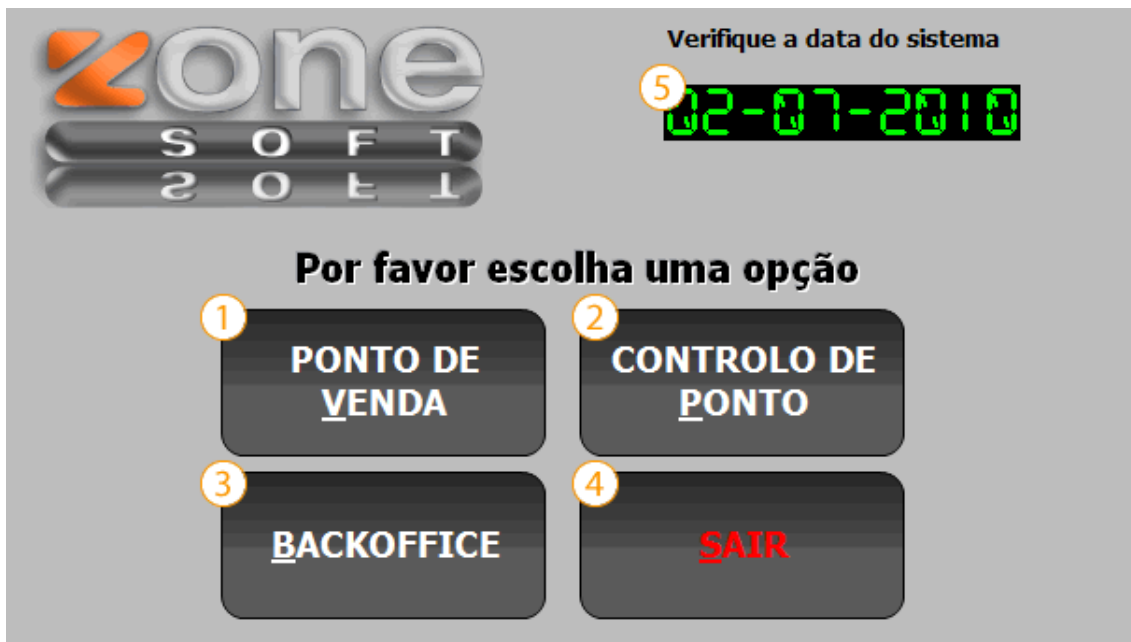 zone
SOFT
Verifique a data do sistema
5
02-07-2010
Por favor escolha uma opção
1
PONTO DE
VENDA
2
CONTROLO DE
PONTO
3
BACKOFFICE
4
SAIR